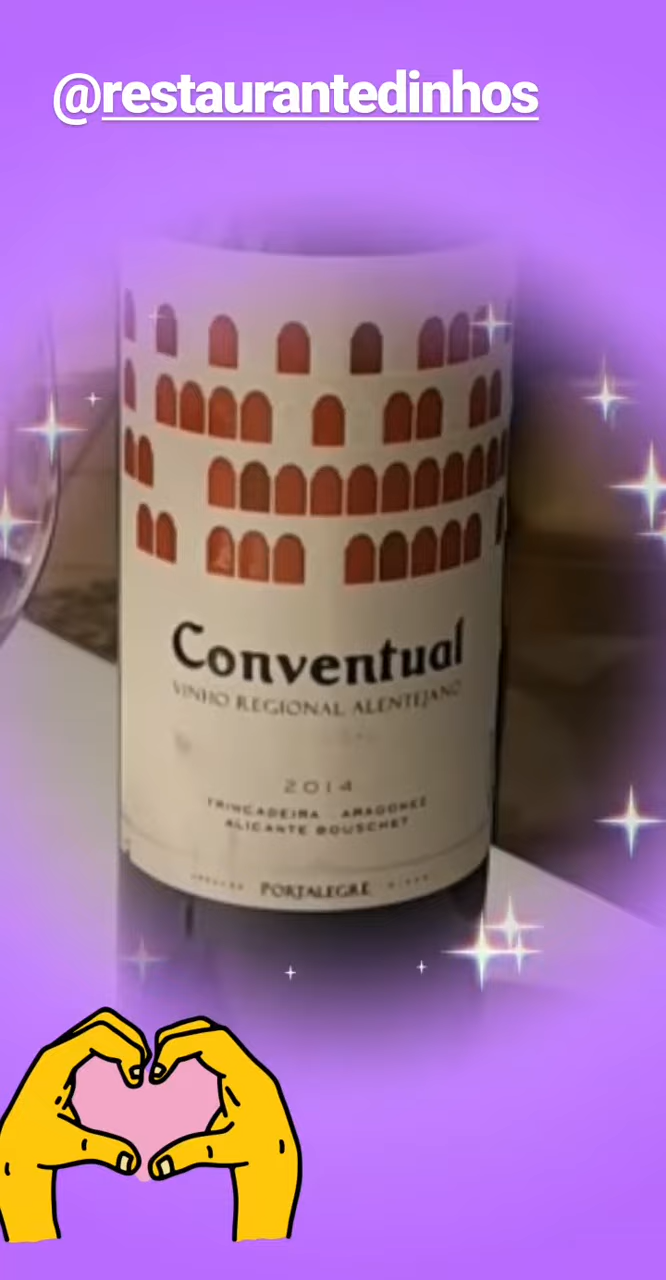 @restaurantedinhos
Conventual
VINHO REGIONAL ALENTEJANO
2014
TRINCADEIRA ARAGONEZ
ALICANTE BOUSCHET
PORTALEGRE